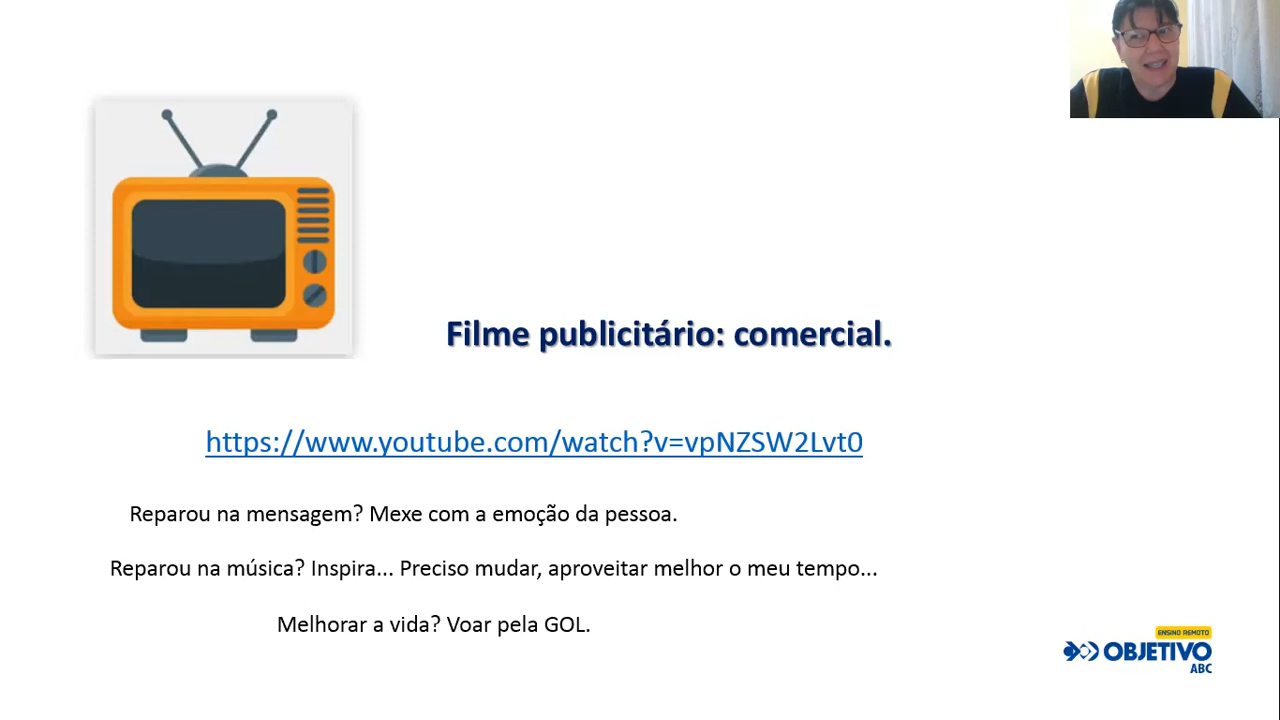 Filme publicitário: comercial.
https://www.youtube.com/watch?v=vpNZSW2Lvt0
Reparou na mensagem? Mexe com a emoção da pessoa.
Reparou na música? Inspira... Preciso mudar, aproveitar melhor o meu tempo...
Melhorar a vida? Voar pela GOL.
ENSINO REMOTO
OBJETIVO
ABC